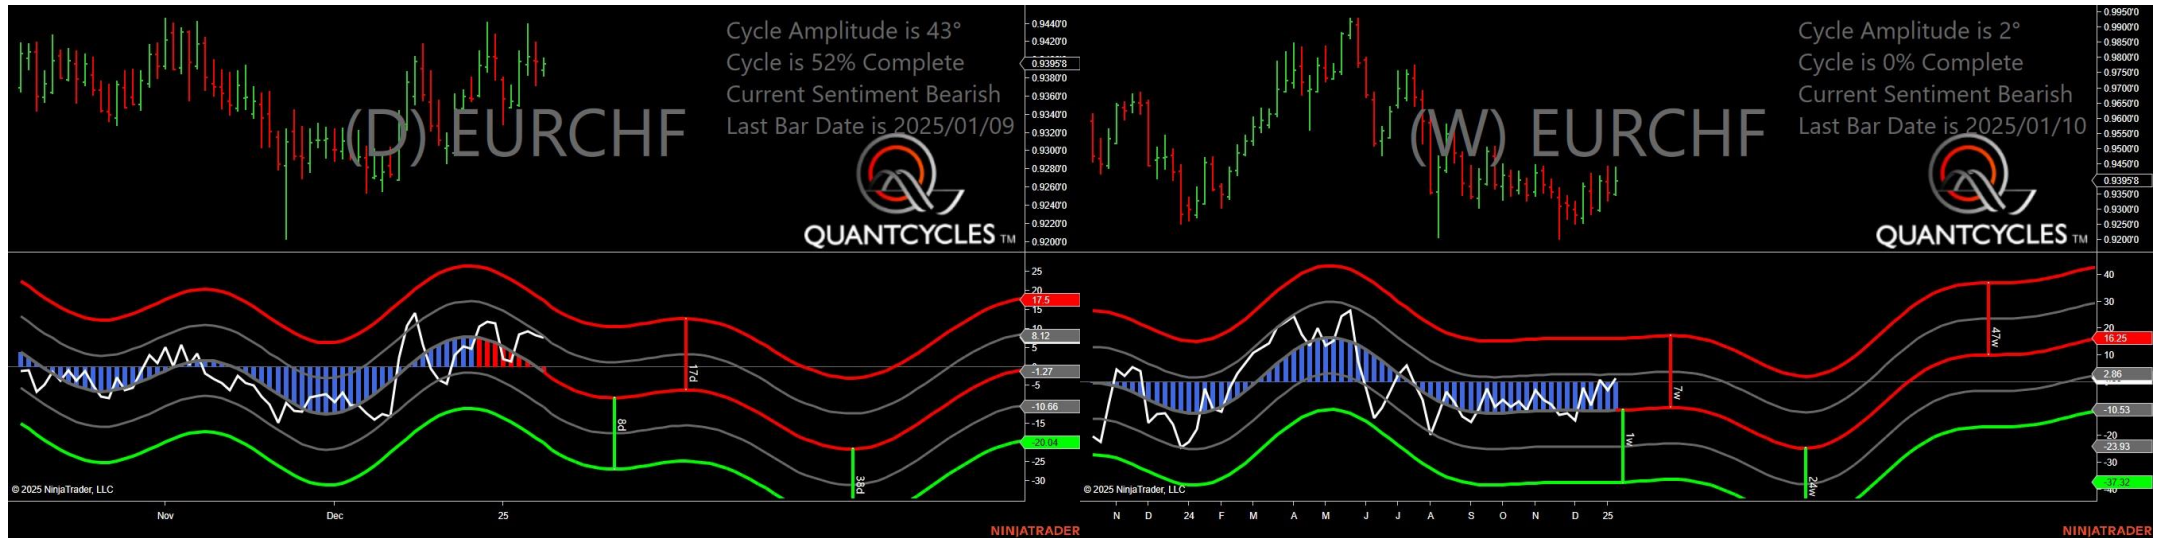 Cycle Amplitude is 43°
Cycle is 52% Complete
Current Sentiment Bearish
Last Bar Date is 2025/01/09
(D) EURCHF
QUANTCYCLES TM
0.9440'0
0.9420'0
0.9395'8
0.9380'0
0.9360'0
0.9340'0
0.9320'0
0.9300'0
0.9280'0
0.9260'0
0.9240'0
0.9220'0
0.9200'0
25
20
17.5
15
10
8.12
5
-1.27
-5
-10.66
-15
-20.04
-25
-30
17d
8d
38d
© 2025 NinjaTrader, LLC
Nov
Dec
25
NINJATRADER
Cycle Amplitude is 2°
Cycle is 0% Complete
Current Sentiment Bearish
Last Bar Date is 2025/01/10
(W) EURCHF
QUANTCYCLES TM
0.9950'0
0.9900'0
0.9850'0
0.9800'0
0.9750'0
0.9700'0
0.9650'0
0.9600'0
0.9550'0
0.9500'0
0.9450'0
0.9395'8
0.9350'0
0.9300'0
0.9250'0
0.9200'0
40
30
20
16.25
10
2.86
-10.53
-20
-23.93
-30
-37.32
-40
47w
7w
1w
24w
© 2025 NinjaTrader, LLC
N D 24 F M A M J J A S O N D 25
NINJATRADER